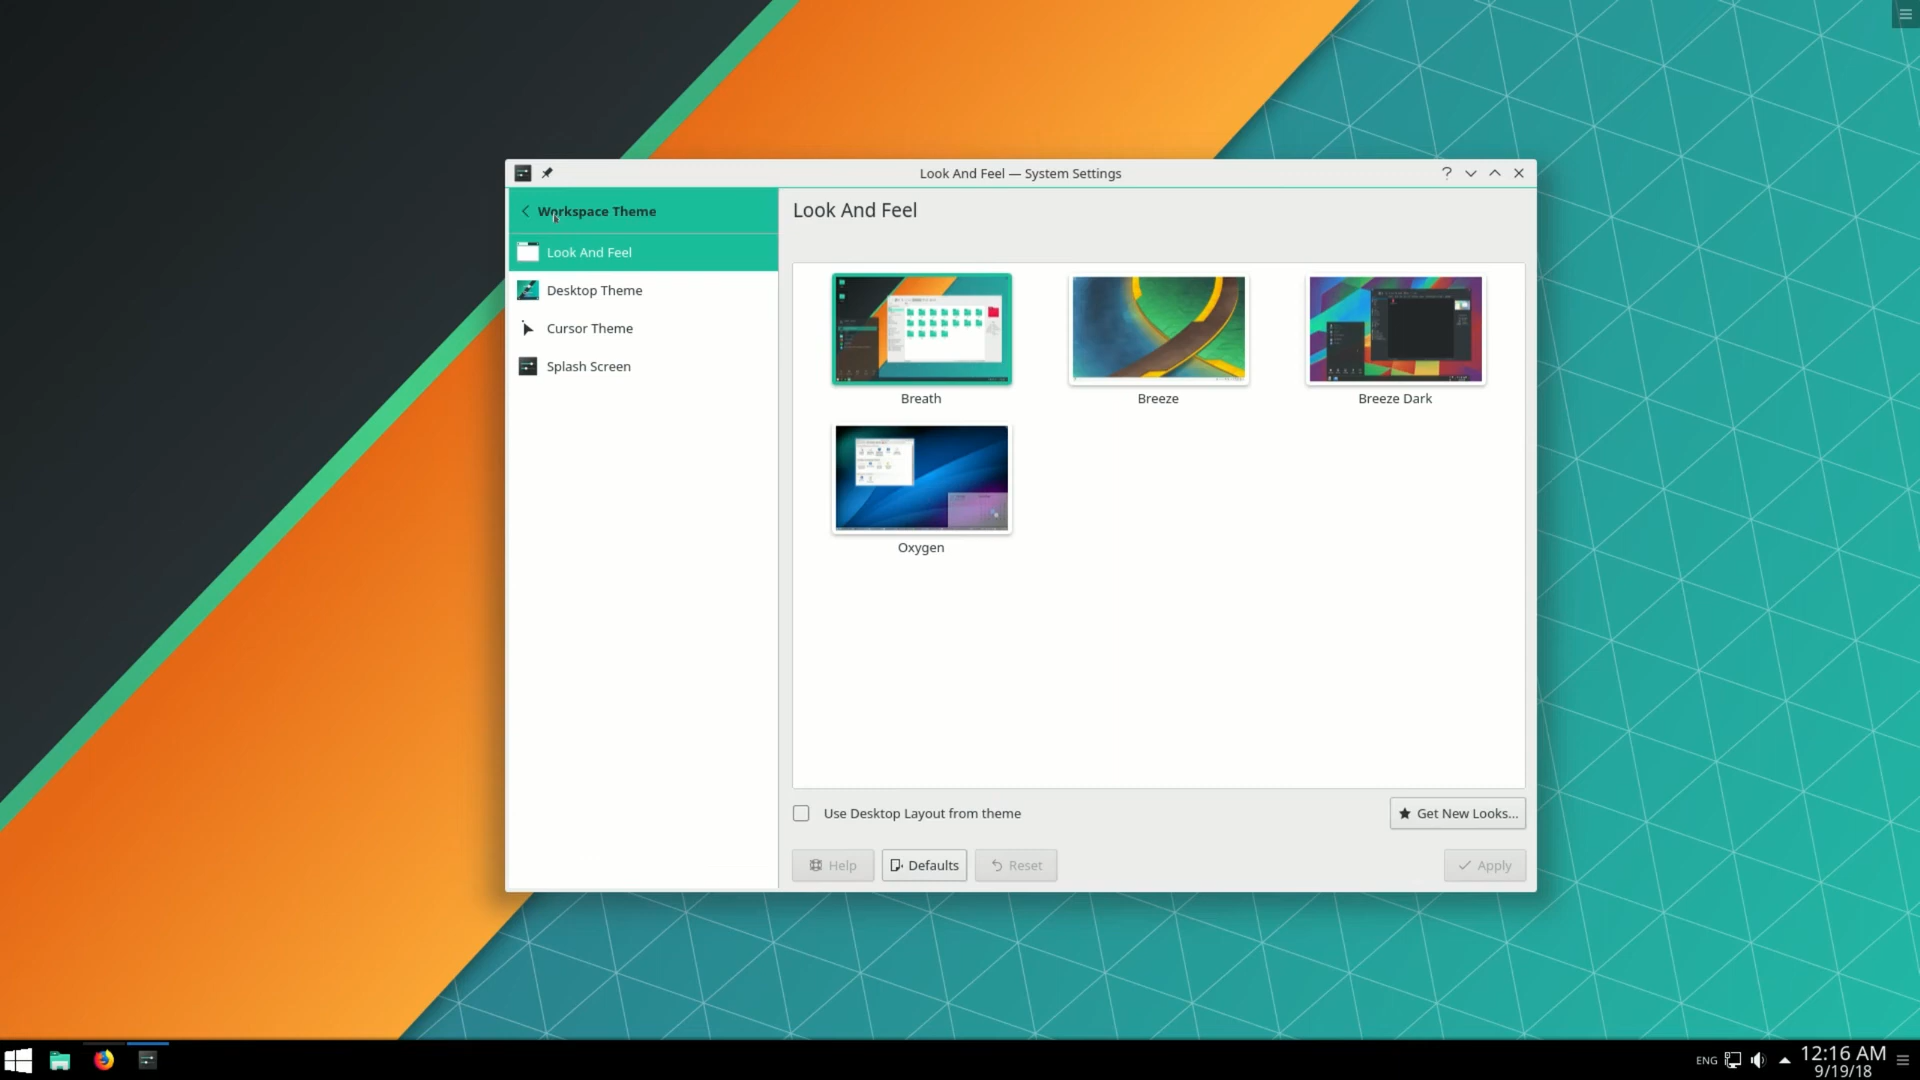 Look And Feel — System Settings
Workspace Theme
Look And Feel
Desktop Theme
Cursor Theme
Splash Screen
Look And Feel
Breath
Breeze
Breeze Dark
Oxygen
Use Desktop Layout from theme
Get New Looks...
Help
Defaults
Reset
Apply
ENG
12:16 AM
9/19/18